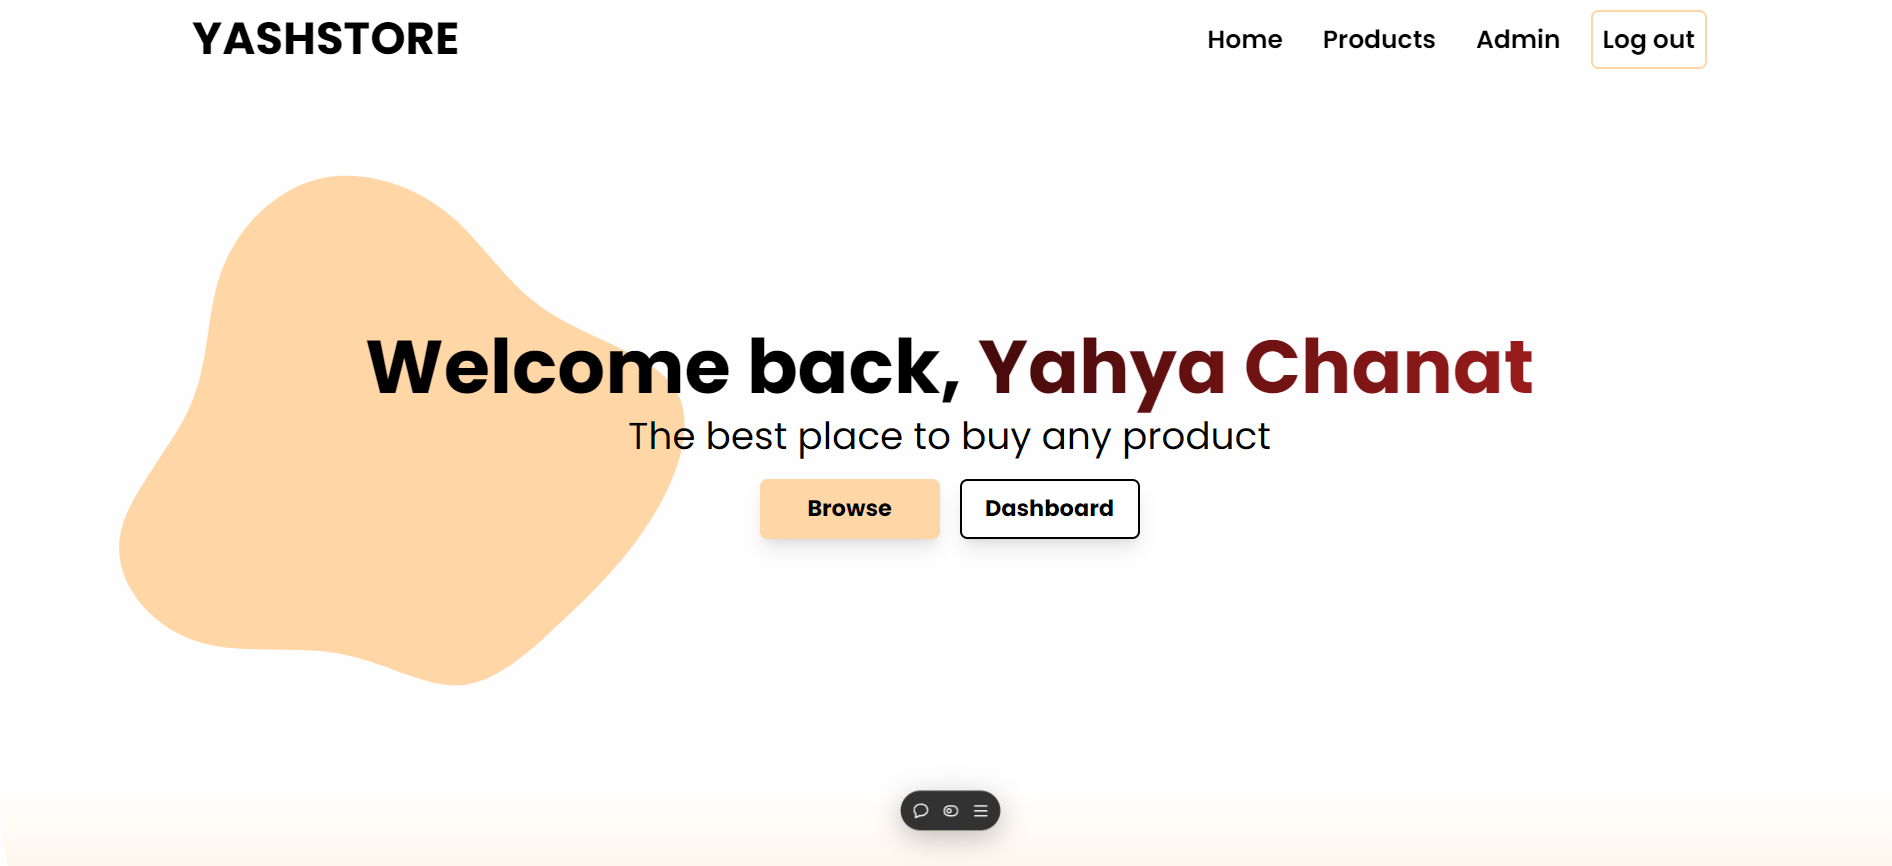 YASHSTORE
Home Products Admin Log out
Welcome back, Yahya Chanat
The best place to buy any product
Browse Dashboard